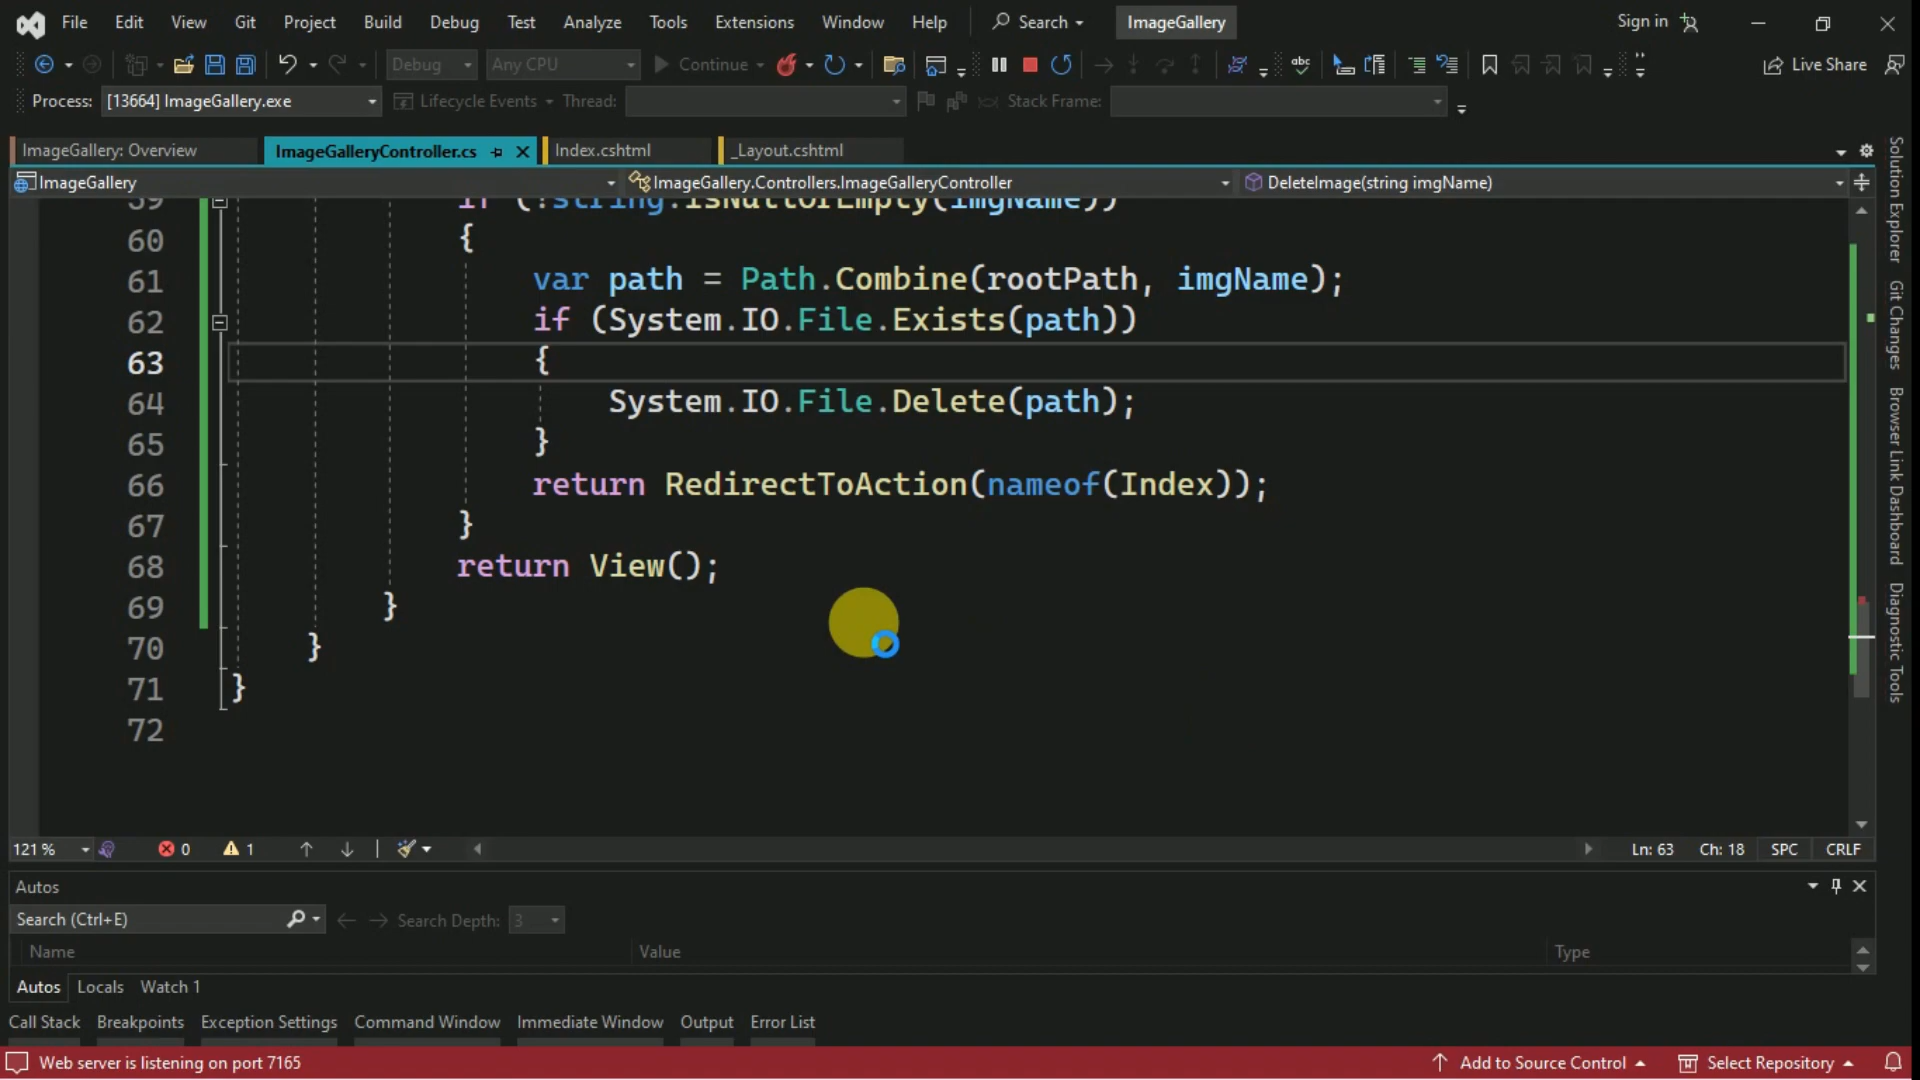 File Edit View Git Project Build Debug Test Analyze Tools Extensions Window Help Search ImageGallery Sign in
Debug Any CPU Continue Live Share
Process: [13664] ImageGallery.exe Lifecycle Events Thread: Stack Frame:
ImageGallery: Overview ImageGalleryController.cs Index.cshtml _Layout.cshtml
ImageGallery ImageGallery.Controllers.ImageGalleryController DeleteImage(string imgName)
59 if (!string.IsNullOrEmpty(imgName))
60 {
61 var path = Path.Combine(rootPath, imgName);
62 if (System.IO.File.Exists(path))
63 {
64 System.IO.File.Delete(path);
65 }
66 return RedirectToAction(nameof(Index));
67 }
68 return View();
69 }
70 }
71 }
72
Solution Explorer
Git Changes
Browser Link Dashboard
Diagnostic Tools
121 % 0 1 Ln: 63 Ch: 18 SPC CRLF
Autos
Search (Ctrl+E) Search Depth: 3
Name Value Type
Autos Locals Watch 1
Call Stack Breakpoints Exception Settings Command Window Immediate Window Output Error List
Web server is listening on port 7165 Add to Source Control Select Repository